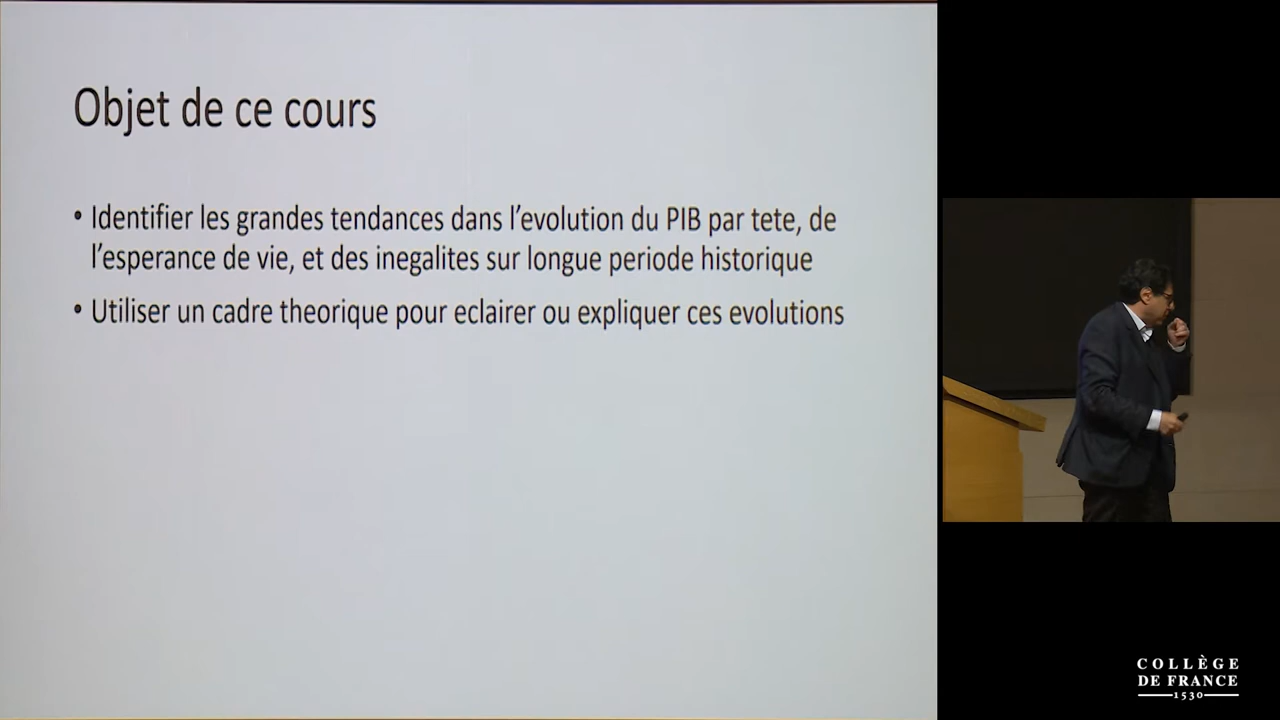 Objet de ce cours
• Identifier les grandes tendances dans l’evolution du PIB par tete, de
l’esperance de vie, et des inegalites sur longue periode historique
• Utiliser un cadre theorique pour eclairer ou expliquer ces evolutions
COLLÈGE
DE FRANCE
1530